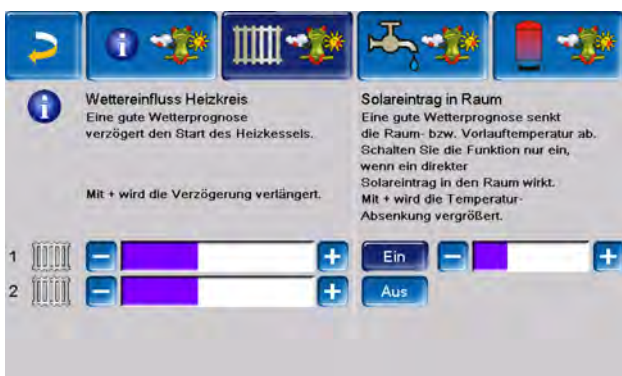 Wettereinfluss Heizkreis
Eine gute Wetterprognose
verzögert den Start des Heizkessels.
Mit + wird die Verzögerung verlängert.
Solareintrag in Raum
Eine gute Wetterprognose senkt
die Raum- bzw. Vorlauftemperatur ab.
Schalten Sie die Funktion nur ein,
wenn ein direkter
Solareintrag in den Raum wirkt.
Mit + wird die Temperatur-
Absenkung vergrößert.
1 Ein
2 Aus